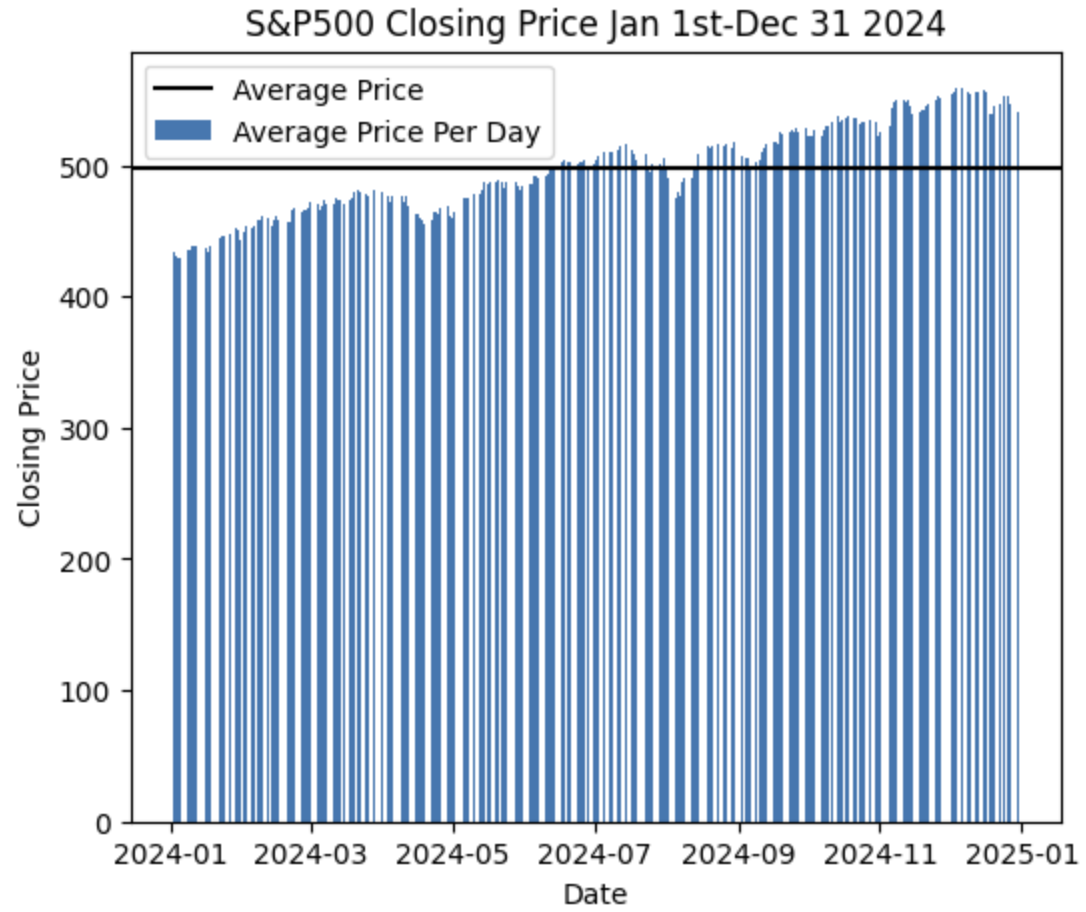 S&P500 Closing Price Jan 1st-Dec 31 2024
Average Price
Average Price Per Day
500
400
300
200
100
0
Closing Price
2024-01 2024-03 2024-05 2024-07 2024-09 2024-11 2025-01
Date